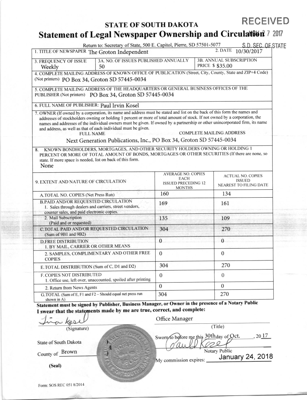 STATE OF SOUTH DAKOTA
RECEIVED
Statement of Legal Newspaper Ownership and Circulation
2017
Return to: Secretary of State, 500 E. Capitol, Pierre, SD 57501-5077
S.D. SEC. OF STATE
1. TITLE OF NEWSPAPER The Groton Independent
2. DATE 10/30/2017
3. FREQUENCY OF ISSUE
Weekly
3A. NO. OF ISSUES PUBLISHED ANNUALLY
50
3B. ANNUAL SUBSCRIPTION
PRICE $ $35.00
4. COMPLETE MAILING ADDRESS OF KNOWN OFFICE OF PUBLICATION (Street, City, County, State and ZIP+4 Code)
(Not printers) PO Box 34, Groton SD 57445-0034
5. COMPLETE MAILING ADDRESS OF THE HEADQUARTERS OR GENERAL BUSINESS OFFICES OF THE
PUBLISHER (Not printers) PO Box 34, Groton SD 57445-0034
6. FULL NAME OF PUBLISHER: Paul Irvin Kosel
7. OWNER (If owned by a corporation, its name and address must be stated and list on the back of this form the names and
addresses of stockholders owning or holding 1 percent or more of total amount of stock. If not owned by a corporation, the
names and addresses of the individual owners must be given. If owned by a partnership or other unincorporated firm, its name
and address, as well as that of each individual must be given.
FULL NAME
COMPLETE MAILING ADDRESS
Next Generation Publications, Inc., PO Box 34, Groton SD 57445-0034
8. KNOWN BONDHOLDERS, MORTGAGES, AND OTHER SECURITY HOLDERS OWNING OR HOLDING 1
PERCENT OR MORE OF TOTAL AMOUNT OF BONDS, MORTGAGES OR OTHER SECURITIES (If there are none, so
state. If more space is needed, list on back of this form.
None
9. EXTENT AND NATURE OF CIRCULATION
AVERAGE NO. COPIES
EACH
ISSUED PRECEDING 12
MONTHS
ACTUAL NO. COPIES
ISSUED
NEAREST TO FILING DATE
A. TOTAL NO. COPIES (Net Press Run)
160
134
B. PAID AND/OR REQUESTED CIRCULATION
1. Sales through dealers and carriers, street vendors,
counter sales, and paid electronic copies.
169
161
2. Mail Subscription
(Paid and/or requested)
135
109
C. TOTAL PAID AND/OR REQUESTED CIRCULATION
(Sum of 9B1 and 9B2)
304
270
D. FREE DISTRIBUTION
1. BY MAIL, CARRIER OR OTHER MEANS
0
0
2. SAMPLES, COMPLIMENTARY AND OTHER FREE
COPIES
0
0
E. TOTAL DISTRIBUTION (Sum of C, D1 and D2)
304
270
F. COPIES NOT DISTRIBUTED
1. Office use, left over, unaccounted, spoiled after printing
0
0
2. Return from News Agents
0
0
G. TOTAL (Sum of E, F1 and F2 – Should equal net press run
shown in A)
304
270
Statement must be signed by Publisher, Business Manager, or Owner in the presence of a Notary Public
I swear that the statements made by me are true, correct, and complete:
Office Manager
(Signature)
(Title)
State of South Dakota
Sworn to before me this 30th day of Oct. 2017
County of Brown
Notary Public
(Seal)
My commission expires: January 24, 2018